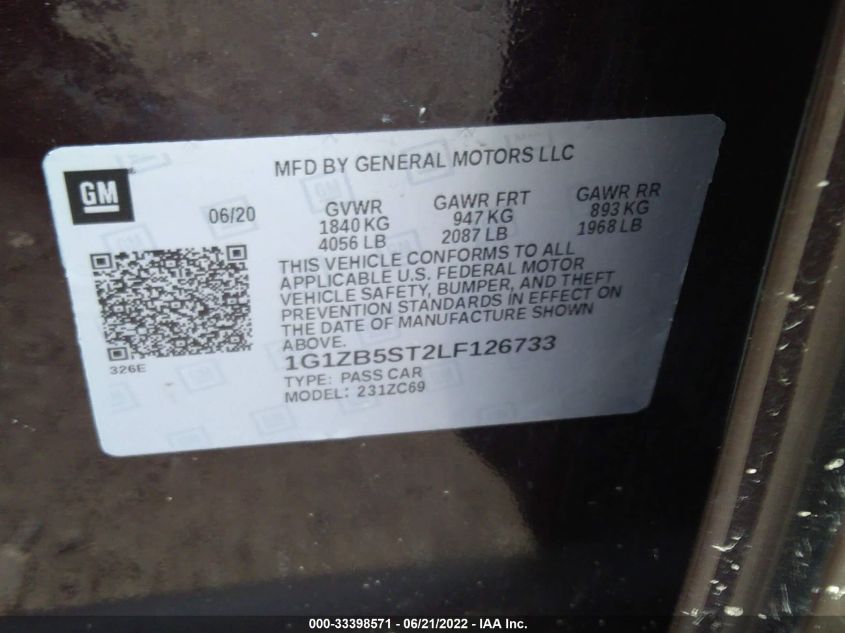 MFD BY GENERAL MOTORS LLC
GM
06/20
GVWR
1840 KG
4056 LB
GAWR FRT
947 KG
2087 LB
GAWR RR
893 KG
1968 LB
THIS VEHICLE CONFORMS TO ALL
APPLICABLE U.S. FEDERAL MOTOR
VEHICLE SAFETY, BUMPER, AND THEFT
PREVENTION STANDARDS IN EFFECT ON
THE DATE OF MANUFACTURE SHOWN
ABOVE.
326E
1G1ZB5ST2LF126733
TYPE: PASS CAR
MODEL: 231ZC69
000-33398571 - 06/21/2022 - IAA Inc.